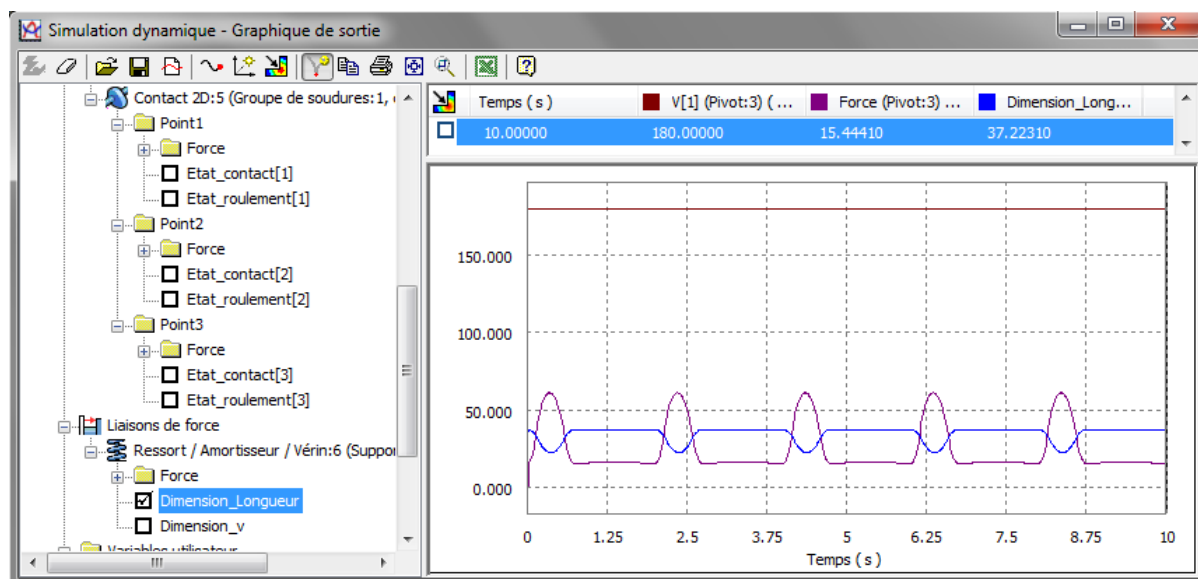 Simulation dynamique - Graphique de sortie
Contact 2D:5 (Groupe de soudures:1,
Point1
Force
Etat_contact[1]
Etat_roulement[1]
Point2
Force
Etat_contact[2]
Etat_roulement[2]
Point3
Force
Etat_contact[3]
Etat_roulement[3]
Liaisons de force
Ressort / Amortisseur / Vérin:6 (Suppo
Force
Dimension_Longueur
Dimension_v
Variables utilisateur
Temps ( s ) V[1] (Pivot:3) ( ... Force (Pivot:3) ... Dimension_Long...
10.00000 180.00000 15.44410 37.22310
150.000
100.000
50.000
0.000
0 1.25 2.5 3.75 5 6.25 7.5 8.75 10
Temps ( s )